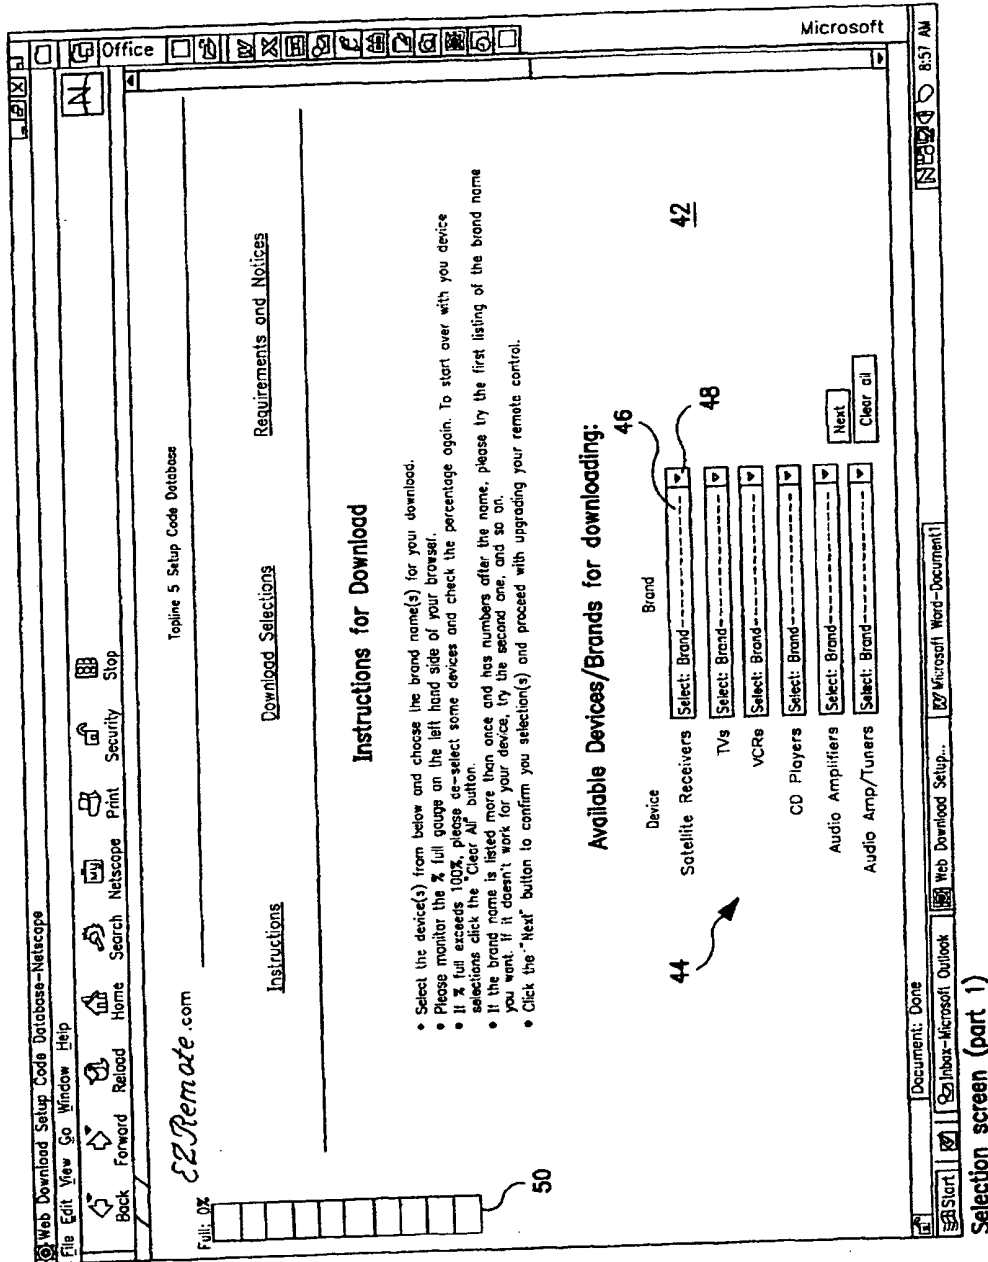 Web Download Setup Code Database-Netscape
File Edit View Go Window Help
Back Forward Reload Home Search Netscape Print Security Stop
N
Office
Microsoft
Full: 0%
EZRemote.com
Topline 5 Setup Code Database
Instructions
Download Selections
Requirements and Notices
Instructions for Download
• Select the device(s) from below and choose the brand name(s) for your download.
• Please monitor the % full gauge on the left hand side of your browser.
• If % full exceeds 100%, please de-select some devices and check the percentage again. To start over with you device
selections click the "Clear All" button.
• If the brand name is listed more than once and has numbers after the name, please try the first listing of the brand name
you want. If it doesn't work for your device, try the second one, and so on.
• Click the "Next" button to confirm you selection(s) and proceed with upgrading your remote control.
50
Available Devices/Brands for downloading:
42
44
46
48
Device Brand
Satellite Receivers Select: Brand
TVs Select: Brand
VCRs Select: Brand
CD Players Select: Brand
Audio Amplifiers Select: Brand
Audio Amp/Tuners Select: Brand
Next
Clear all
Document: Done
Start Inbox-Microsoft Outlook Web Download Setup... Microsoft Word-Document1 8:57 AM
Selection screen (part 1)